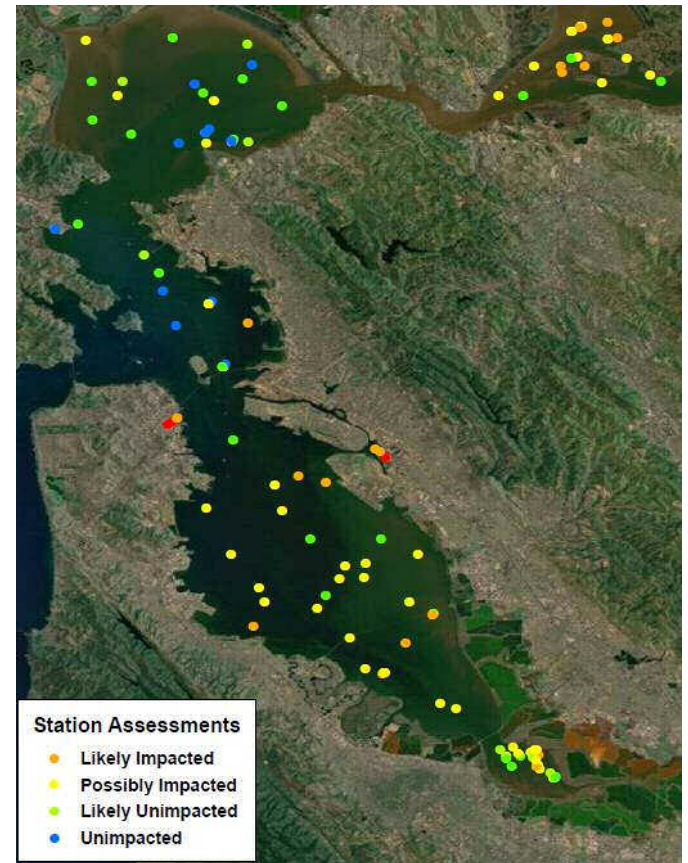 Station Assessments
Likely Impacted
Possibly Impacted
Likely Unimpacted
Unimpacted